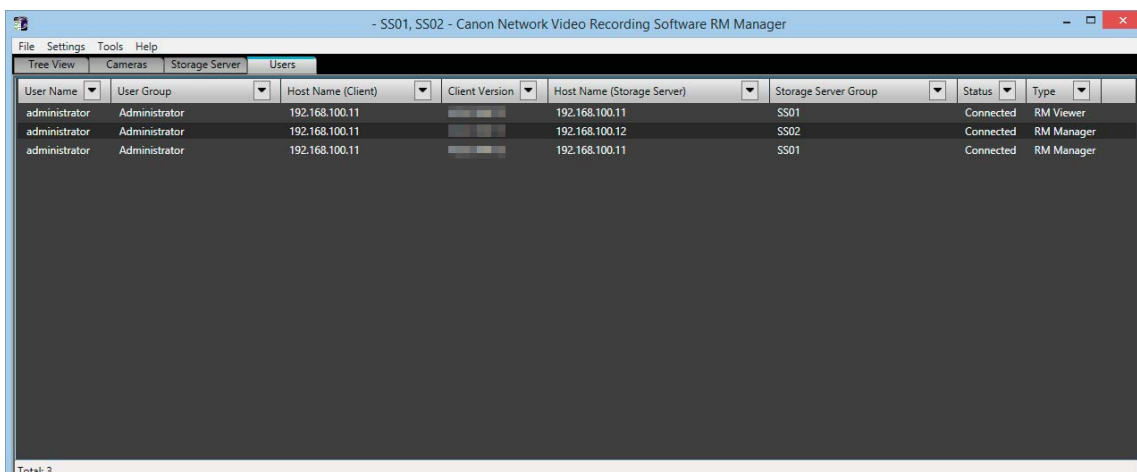 - SS01, SS02 - Canon Network Video Recording Software RM Manager
File Settings Tools Help
Tree View Cameras Storage Server Users
User Name User Group Host Name (Client) Client Version Host Name (Storage Server) Storage Server Group Status Type
administrator Administrator 192.168.100.11 192.168.100.11 SS01 Connected RM Viewer
administrator Administrator 192.168.100.11 192.168.100.12 SS02 Connected RM Manager
administrator Administrator 192.168.100.11 192.168.100.11 SS01 Connected RM Manager
Total: 3